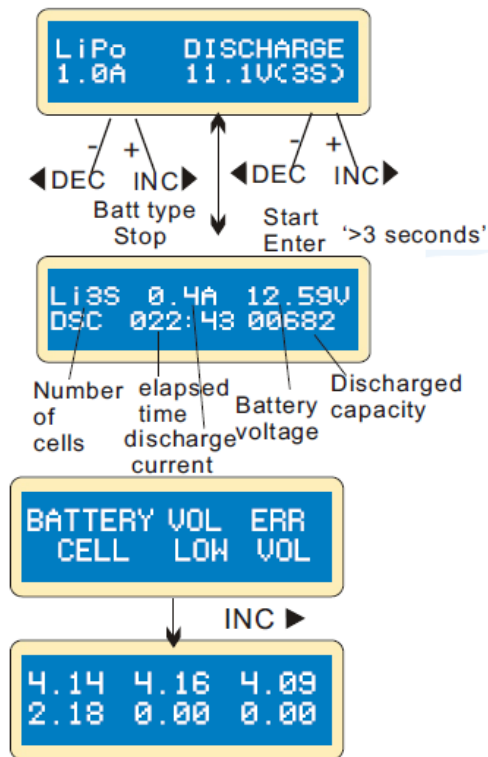 LiPo DISCHARGE
1.0A 11.1V(3S)
- + - +
◀DEC INC▶ ◀DEC INC▶
Batt type
Stop
Start
Enter '>3 seconds'
Li3S 0.4A 12.59V
DSC 022:43 00682
Number
of
cells
elapsed
time
discharge
current
Battery
voltage
Discharged
capacity
BATTERY VOL ERR
CELL LOW VOL
INC ▶
4.14 4.16 4.09
2.18 0.00 0.00